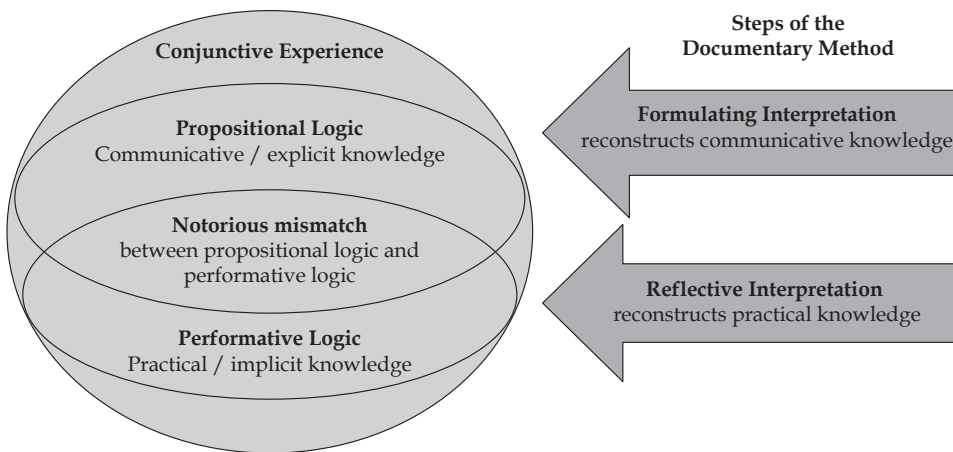 Conjunctive Experience
Propositional Logic
Communicative / explicit knowledge
Notorious mismatch
between propositional logic and
performative logic
Performative Logic
Practical / implicit knowledge
Steps of the
Documentary Method
Formulating Interpretation
reconstructs communicative knowledge
Reflective Interpretation
reconstructs practical knowledge